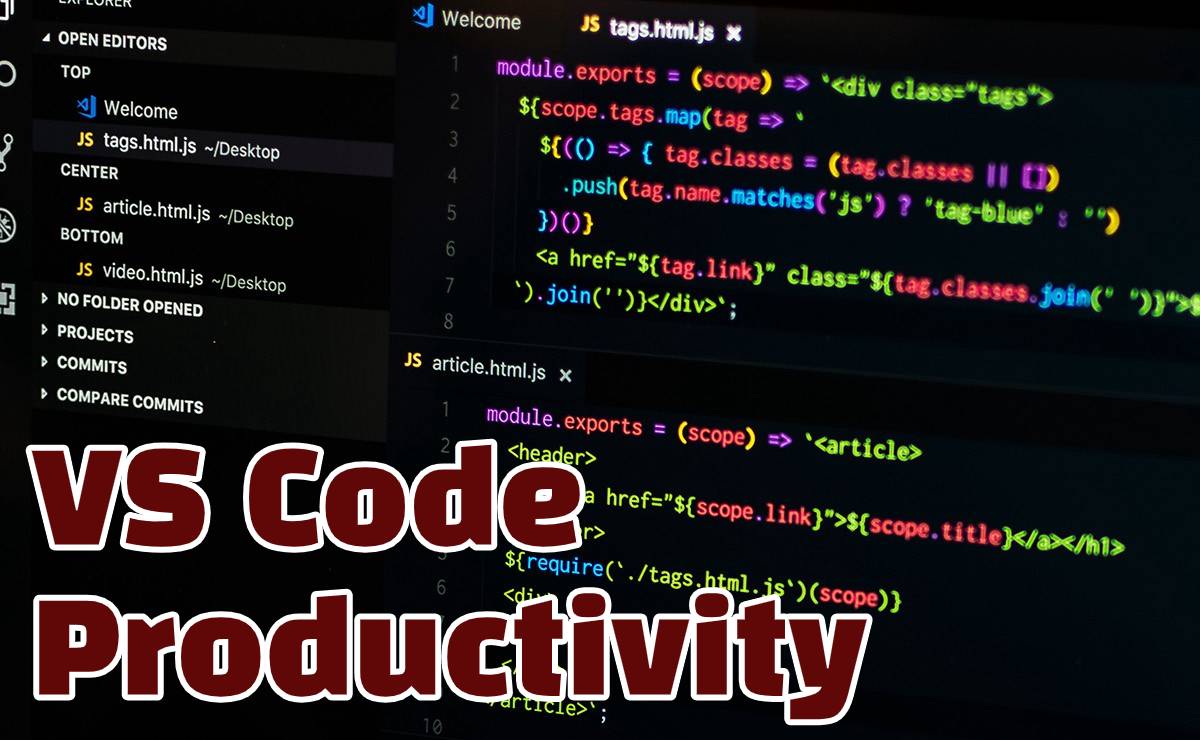 EXPLORER
OPEN EDITORS
TOP
Welcome
JS tags.html.js ~/Desktop
CENTER
JS article.html.js ~/Desktop
BOTTOM
JS video.html.js ~/Desktop
NO FOLDER OPENED
PROJECTS
COMMITS
COMPARE COMMITS
Welcome
JS tags.html.js ×
1 module.exports = (scope) => `<div class="tags">
2 ${scope.tags.map(tag => `
3 ${(() => { tag.classes = (tag.classes || [])
4 .push(tag.name.matches('js') ? 'tag-blue' : '')
5 })()}
6 <a href="${tag.link}" class="${tag.classes.join(" ")}">$
7 `).join('')}</div>`;
8
JS article.html.js ×
1 module.exports = (scope) => `<article>
2 <header>
a href="${scope.link}">${scope.title}</a></h1>
r>
5 ${require(`./tags.html.js`)(scope)}
6 <div
</
/article>`;
10
VS Code
Productivity